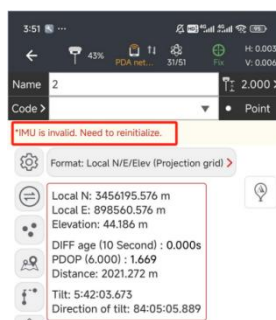 3:51
43%
PDA net...
31/51
Fix
H: 0.003
V: 0.006
Name 2 2.000 >
Code > Point
*IMU is invalid. Need to reinitialize.
Format: Local N/E/Elev (Projection grid) >
Local N: 3456195.576 m
Local E: 898560.576 m
Elevation: 44.186 m
DIFF age (10 Second) : 0.000s
PDOP (6.000) : 1.669
Distance: 2021.272 m
Tilt: 5:42:03.673
Direction of tilt: 84:05:05.889